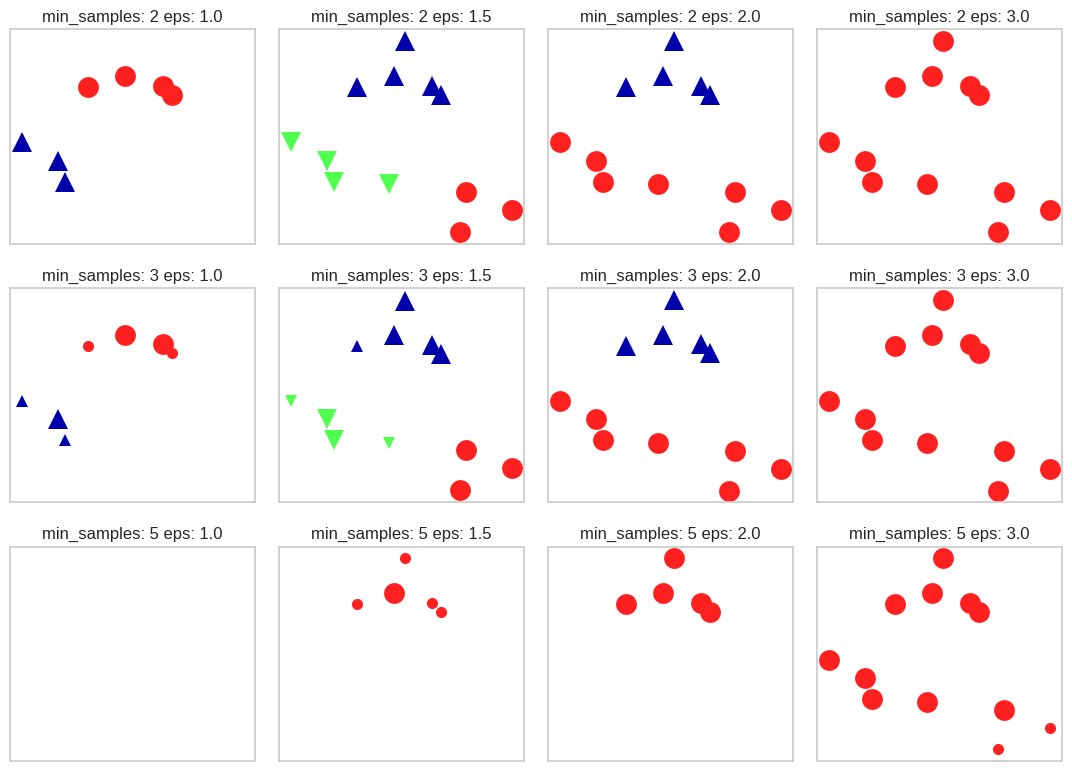 min_samples: 2 eps: 1.0
min_samples: 2 eps: 1.5
min_samples: 2 eps: 2.0
min_samples: 2 eps: 3.0
min_samples: 3 eps: 1.0
min_samples: 3 eps: 1.5
min_samples: 3 eps: 2.0
min_samples: 3 eps: 3.0
min_samples: 5 eps: 1.0
min_samples: 5 eps: 1.5
min_samples: 5 eps: 2.0
min_samples: 5 eps: 3.0